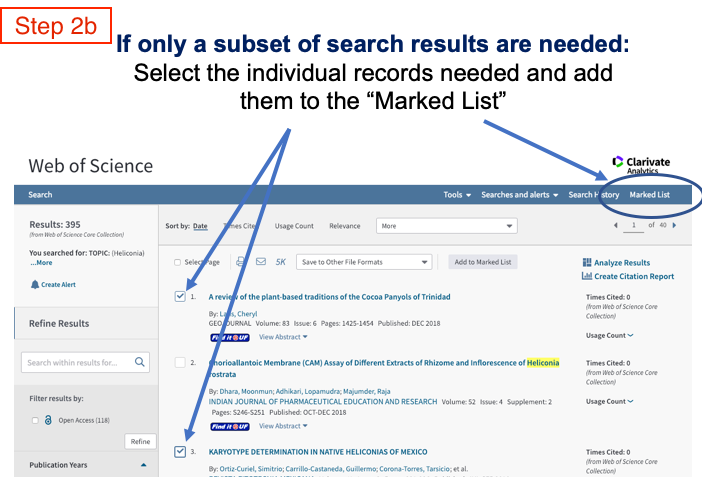 Step 2b
If only a subset of search results are needed:
Select the individual records needed and add
them to the “Marked List”
Web of Science
Clarivate
Analytics
Search
Tools
Searches and alerts
Search History
Marked List
Results: 395
(from Web of Science Core Collection)
You searched for: TOPIC: (Heliconia)
...More
Create Alert
Refine Results
Search within results for...
Filter results by:
Open Access (118)
Refine
Publication Years
Sort by: Date Times Cited Usage Count Relevance More
1 of 40
Select Page 5K Save to Other File Formats Add to Marked List
Analyze Results
Create Citation Report
1. A review of the plant-based traditions of the Cocoa Panyols of Trinidad
By: Lans, Cheryl
GEOJOURNAL Volume: 83 Issue: 6 Pages: 1425-1454 Published: DEC 2018
Find it @ UF View Abstract
Times Cited: 0
(from Web of Science Core
Collection)
Usage Count
2. Chorioallantoic Membrane (CAM) Assay of Different Extracts of Rhizome and Inflorescence of Heliconia
rostrata
By: Dhara, Moonmun; Adhikari, Lopamudra; Majumder, Raja
INDIAN JOURNAL OF PHARMACEUTICAL EDUCATION AND RESEARCH Volume: 52 Issue: 4 Supplement: 2
Pages: S246-S251 Published: OCT-DEC 2018
Find it @ UF View Abstract
Times Cited: 0
(from Web of Science Core
Collection)
Usage Count
3. KARYOTYPE DETERMINATION IN NATIVE HELICONIAS OF MEXICO
By: Ortiz-Curiel, Simitrio; Carrillo-Castaneda, Guillermo; Corona-Torres, Tarsicio; et al.
Times Cited: 0
(from Web of Science Core
Collection)